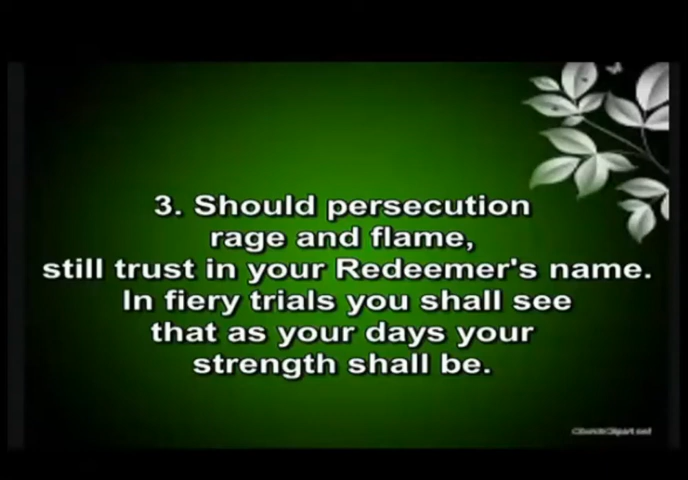 3. Should persecution
rage and flame,
still trust in your Redeemer's name.
In fiery trials you shall see
that as your days your
strength shall be.